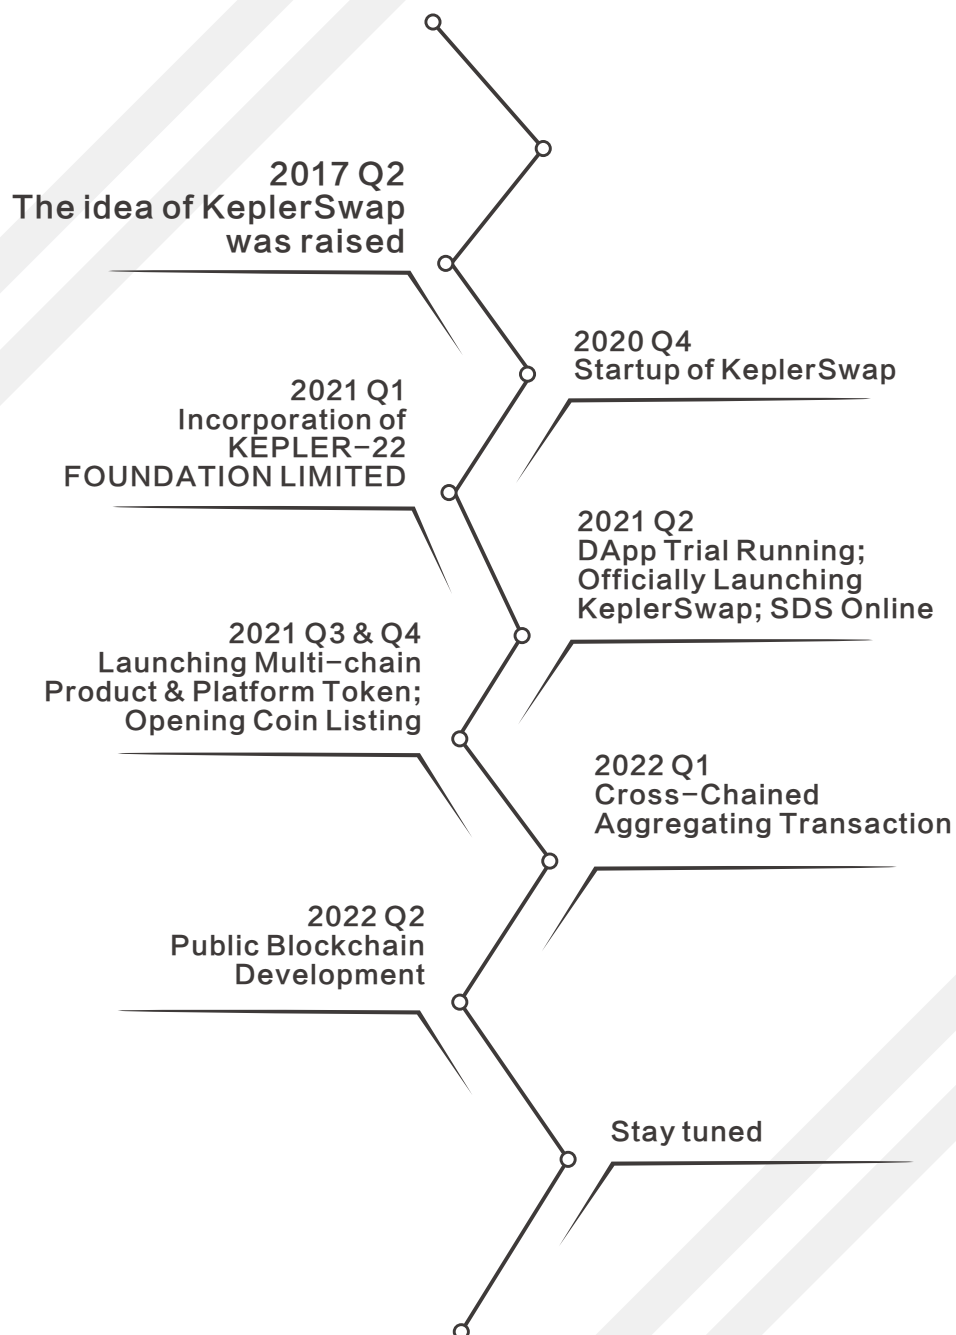 2017 Q2
The idea of KeplerSwap
was raised
2020 Q4
Startup of KeplerSwap
2021 Q1
Incorporation of
KEPLER-22
FOUNDATION LIMITED
2021 Q2
DApp Trial Running;
Officially Launching
KeplerSwap; SDS Online
2021 Q3 & Q4
Launching Multi-chain
Product & Platform Token;
Opening Coin Listing
2022 Q1
Cross-Chained
Aggregating Transaction
2022 Q2
Public Blockchain
Development
Stay tuned